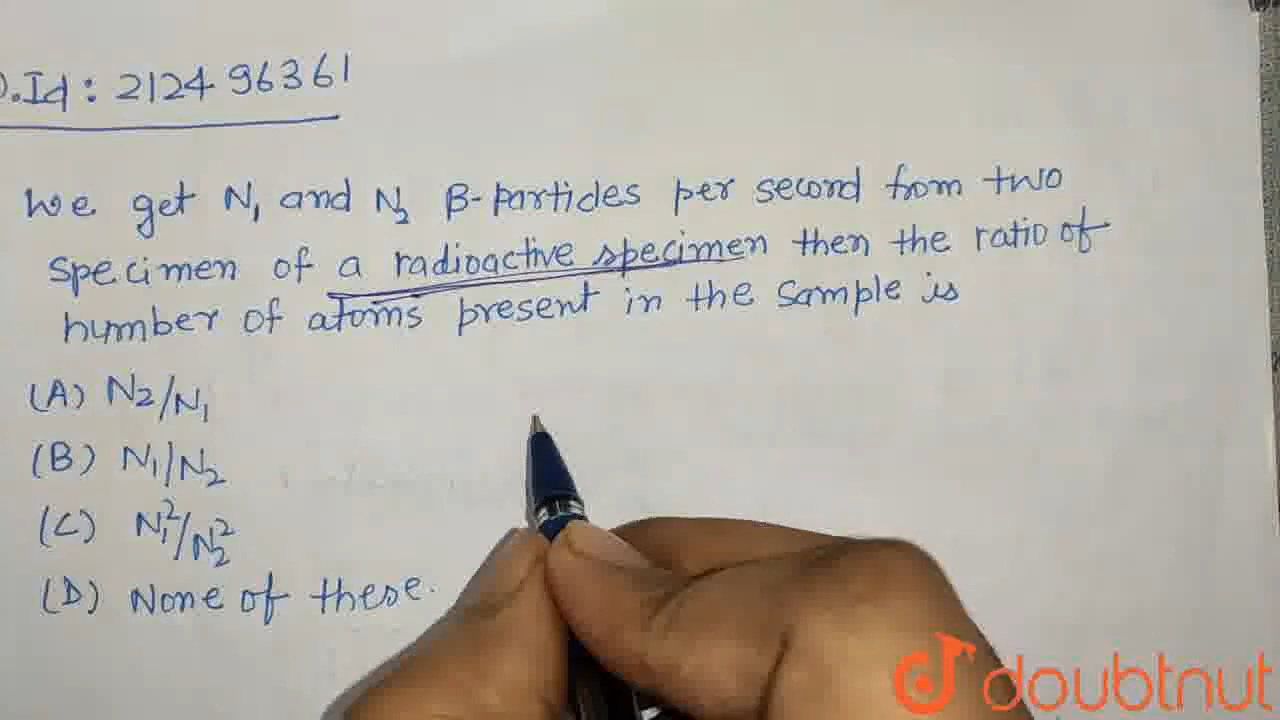 .Id : 212496361
We get N₁ and N₂ β-particles per second from two
specimen of a radioactive specimen then the ratio of
number of atoms present in the sample is
(A) N2/N₁
(B) N₁/N₂
(C) N₁²/N₂²
(D) None of these.
doubtnut